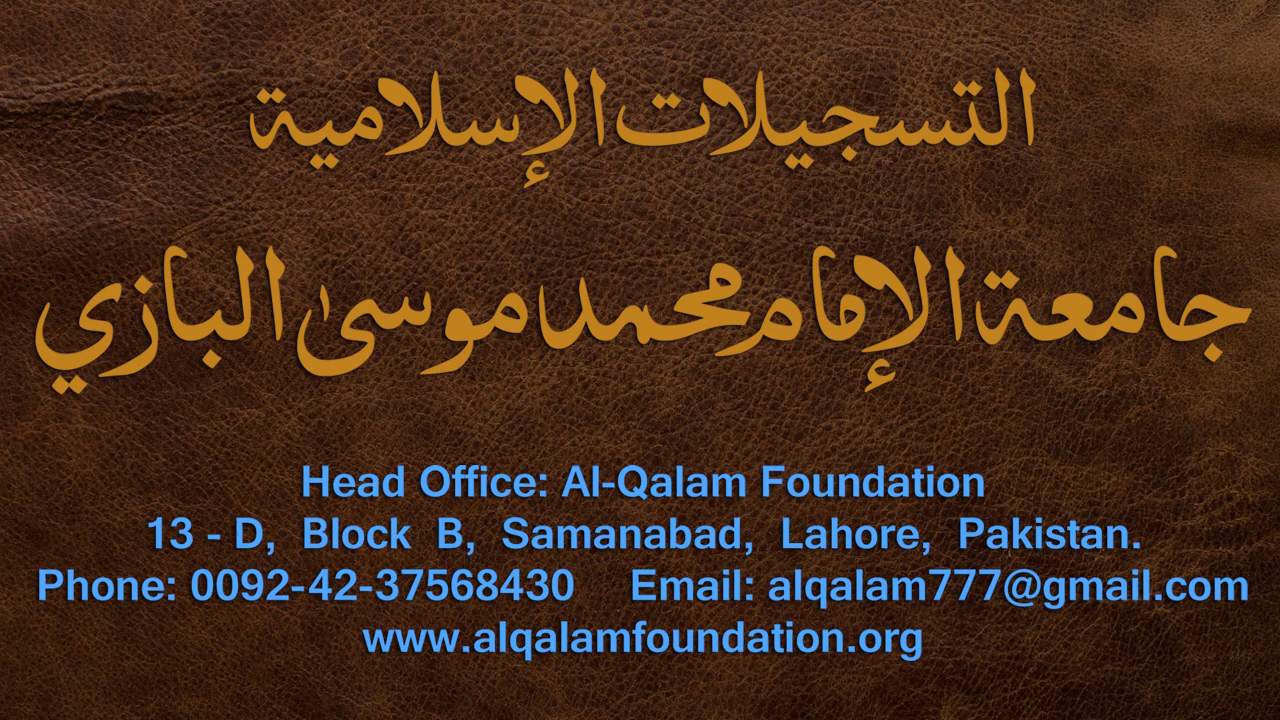 التسجيلات الإسلامية
جامعة الإمام محمد موسىٰ البازي
Head Office: Al-Qalam Foundation
13 - D, Block B, Samanabad, Lahore, Pakistan.
Phone: 0092-42-37568430 Email: alqalam777@gmail.com
www.alqalamfoundation.org